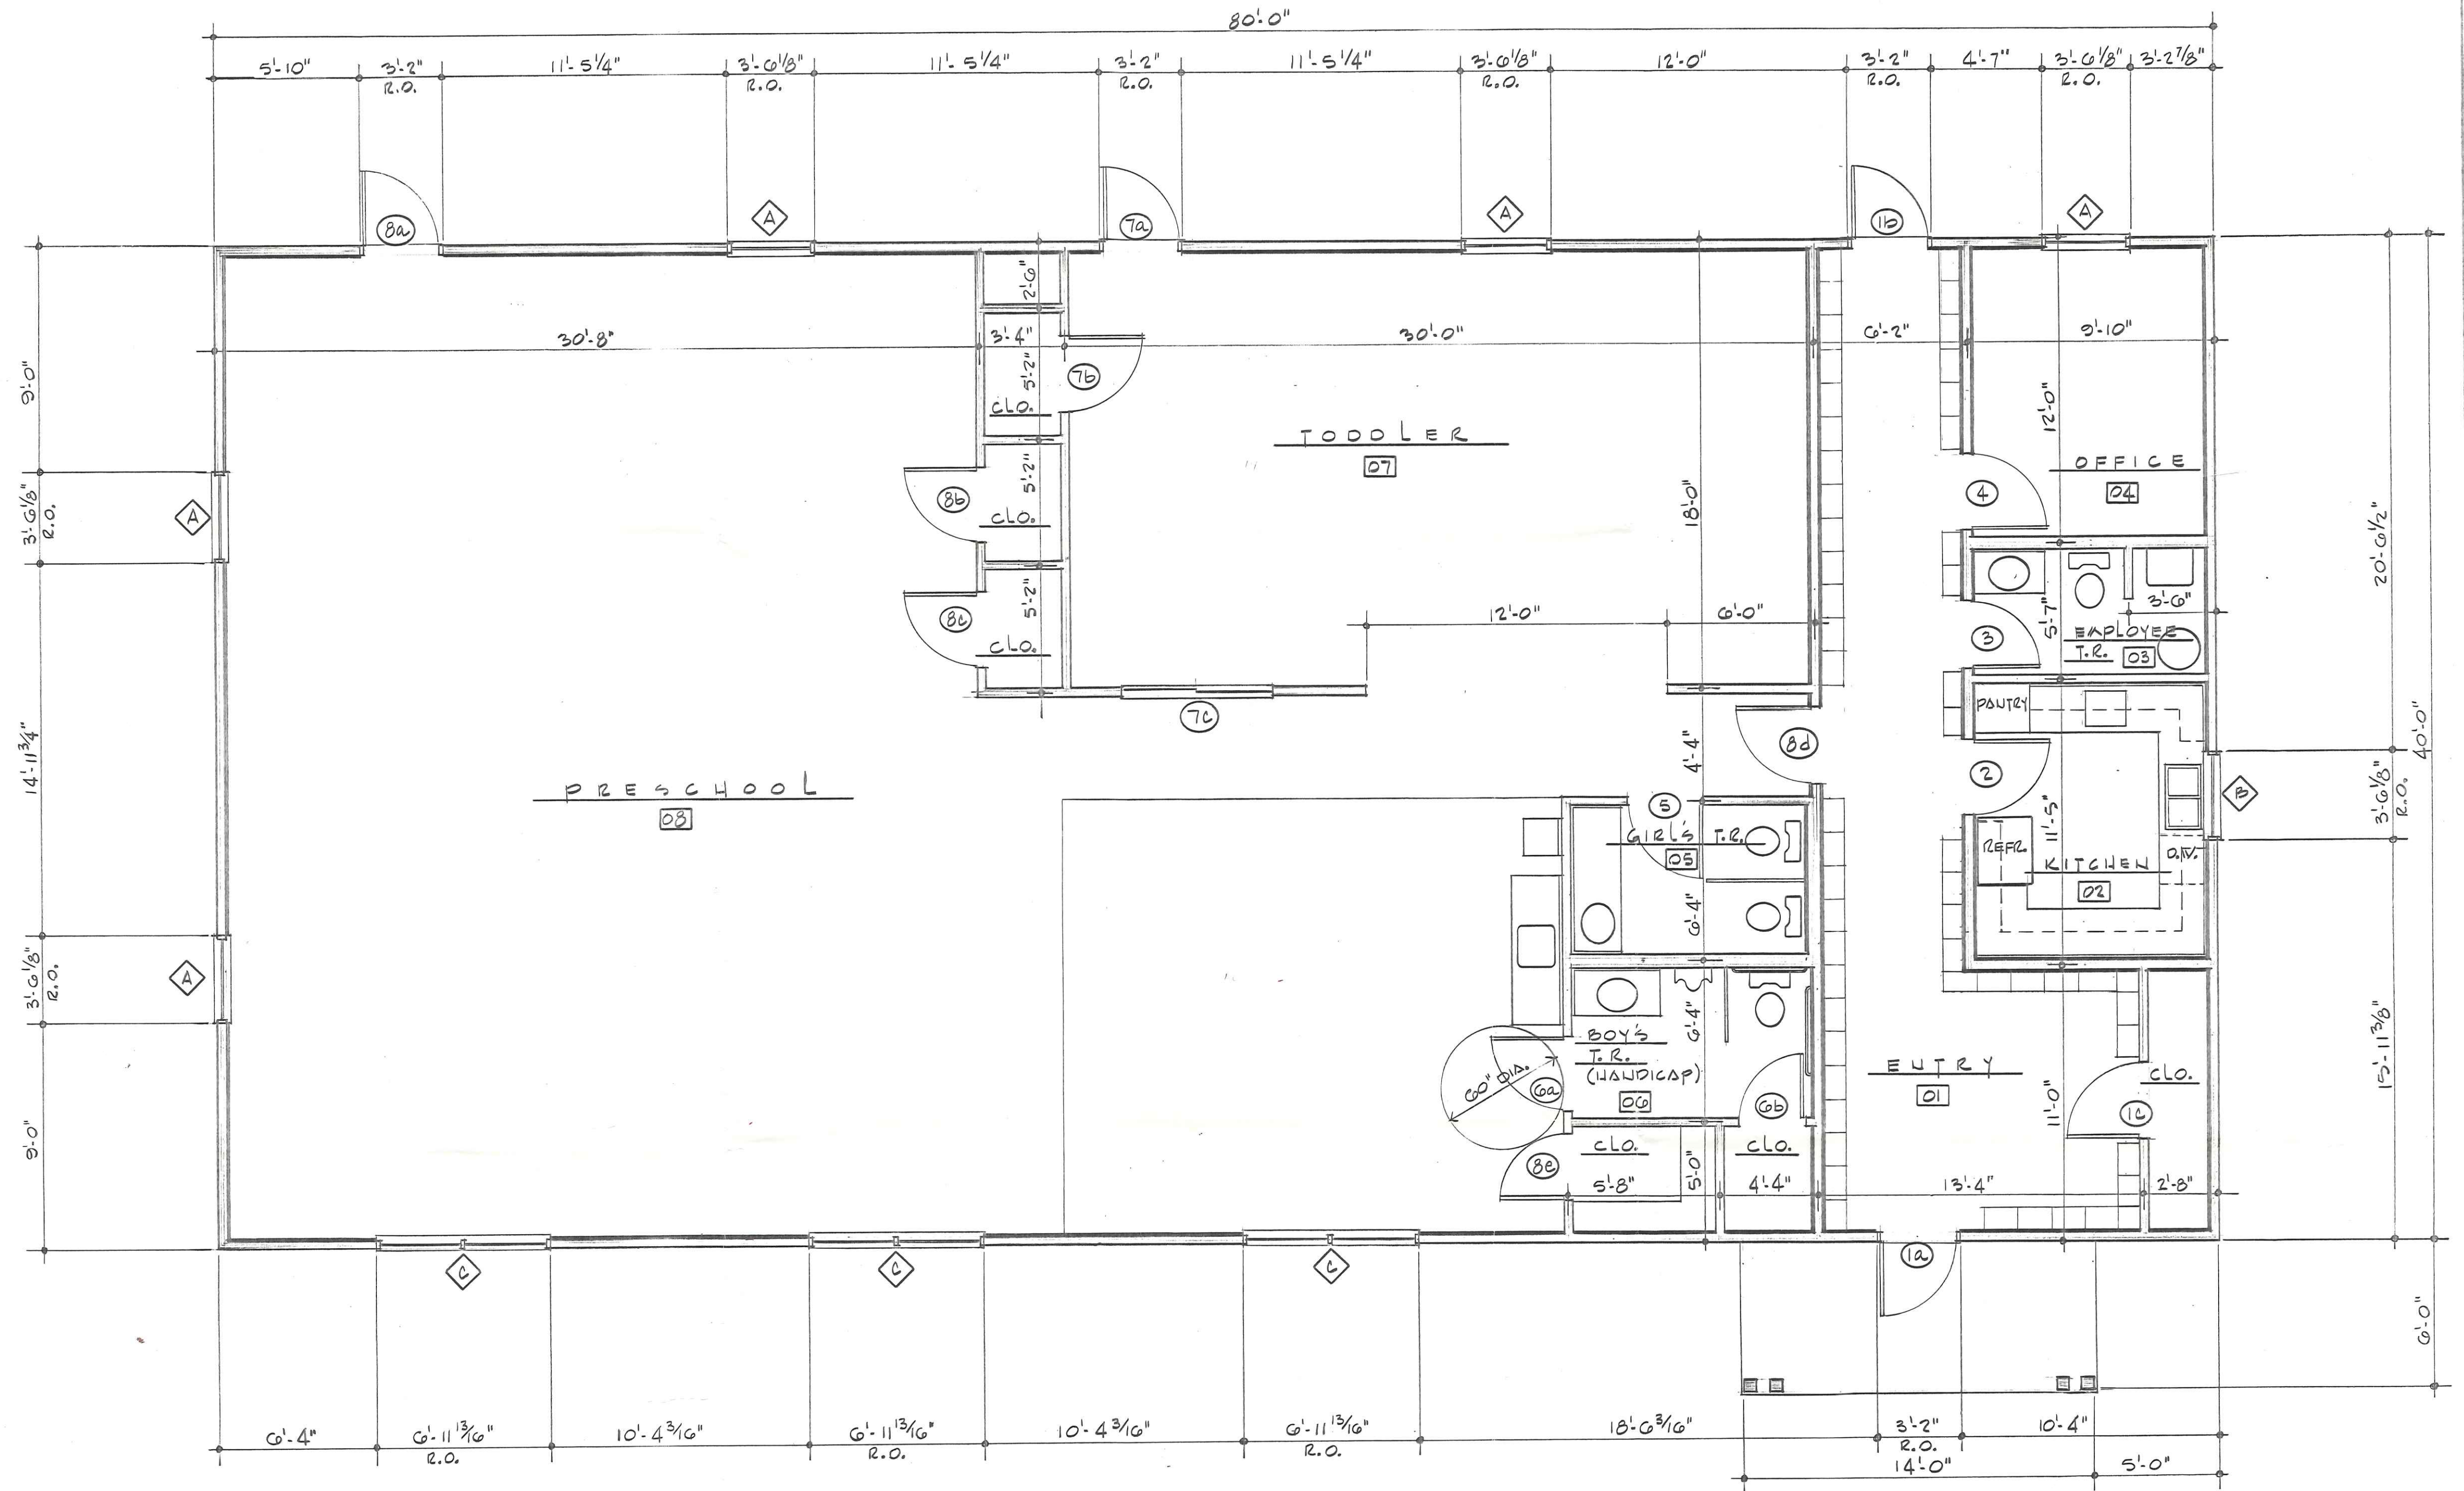 80'-0"
5'-10" 3'-2" 11'-5 1/4" 3'-6 1/8" 11'-5 1/4" 3'-2" 11'-5 1/4" 3'-6 1/8" 12'-0" 3'-2" 4'-7" 3'-6 1/8" 3'-2 7/8"
R.O. R.O. R.O. R.O. R.O. R.O.
A A A
8a 7a 1b
2'-6"
30'-8" 3'-4" 30'-0" 6'-2" 9'-10"
9'-0"
5'-2"
7b
CLO.
12'-0"
TODDLER
07
OFFICE
04
4
5'-2"
8b
CLO.
18'-0"
A
3'-6 1/8"
R.O.
20'-6 1/2"
5'-2"
8c
CLO.
12'-0" 6'-0"
3'-6"
5'-7"
3
EMPLOYEE
T.R. 03
7c
PANTRY
40'-0"
14'-11 3/4"
4'-4"
8d
2
PRESCHOOL
08
B
3'-6 1/8"
R.O.
5
GIRL'S T.R.
05
11'-5"
REFR.
KITCHEN
02
D.W.
6'-4"
A
3'-6 1/8"
R.O.
6'-4"
BOY'S
T.R.
(HANDICAP)
06
60" DIA.
6a
6b
ENTRY
01
11'-0"
CLO.
1c
15'-11 3/8"
9'-0"
CLO.
CLO.
8e
5'-8" 5'-0" 4'-4" 13'-4" 2'-8"
C C C
1a
6'-0"
6'-4" 6'-11 13/16" 10'-4 3/16" 6'-11 13/16" 10'-4 3/16" 6'-11 13/16" 18'-6 3/16" 3'-2" 10'-4"
R.O. R.O. R.O. R.O.
14'-0" 5'-0"